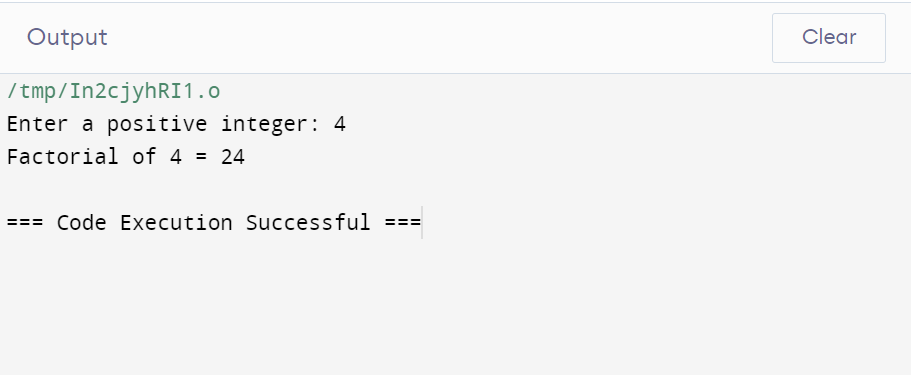 Output
Clear
/tmp/In2cjyhRI1.o
Enter a positive integer: 4
Factorial of 4 = 24
=== Code Execution Successful ===